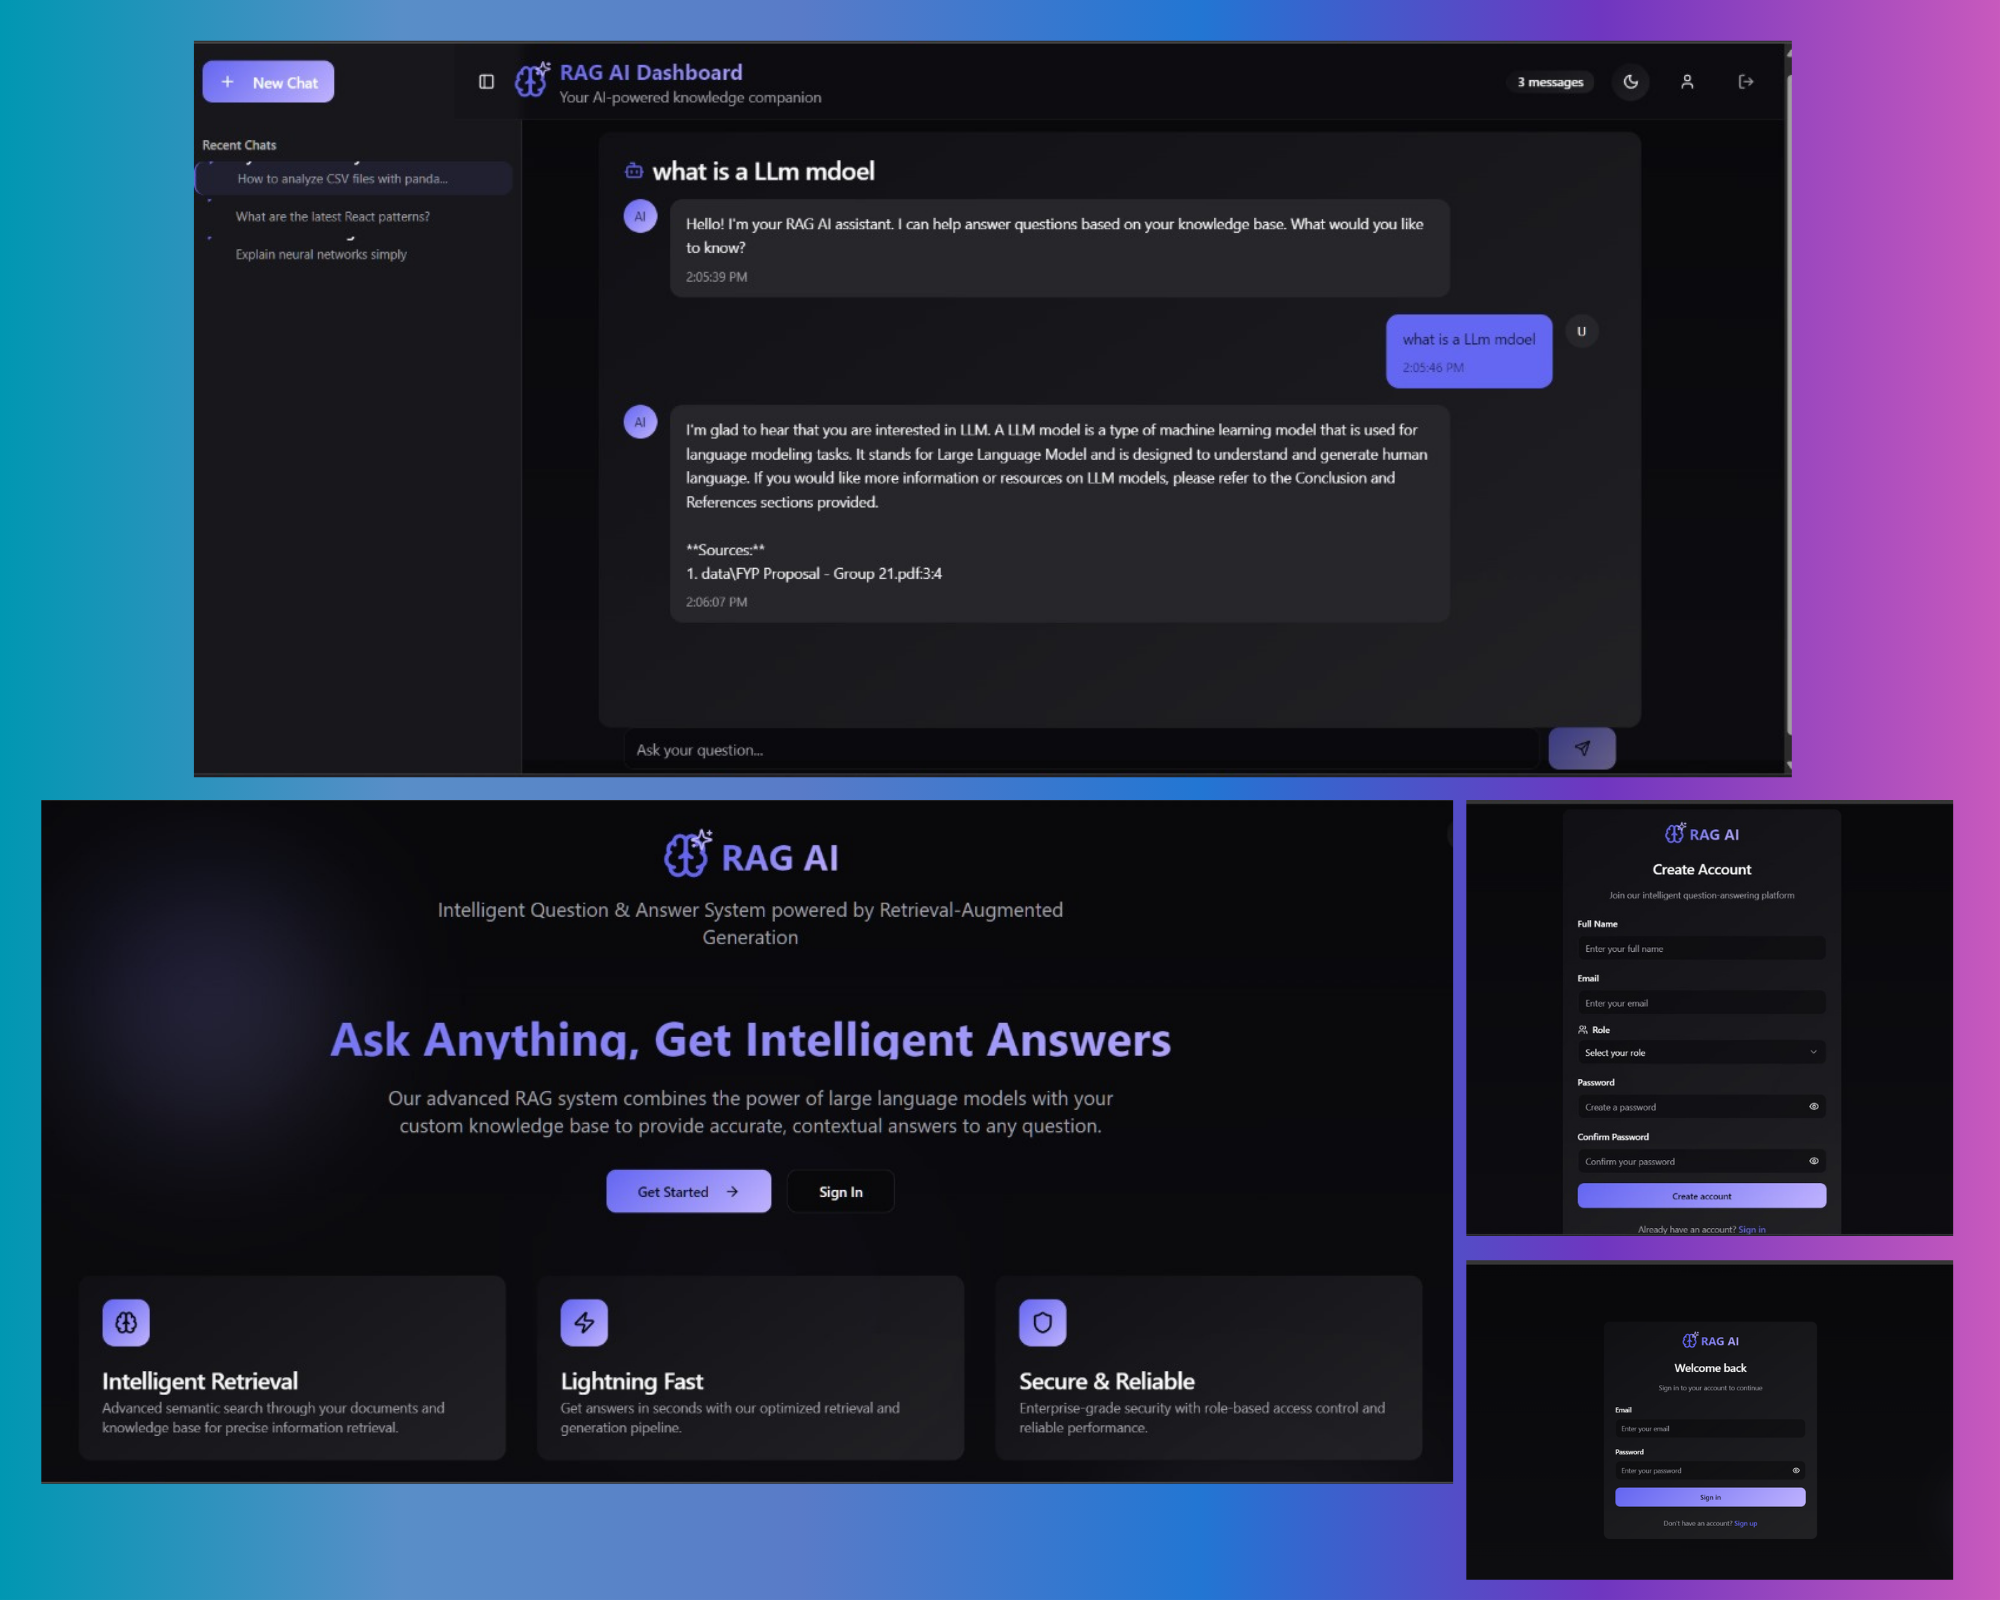 New Chat
RAG AI Dashboard
Your AI-powered knowledge companion
3 messages
Recent Chats
How to analyze CSV files with panda...
What are the latest React patterns?
Explain neural networks simply
what is a LLm mdoel
AI
Hello! I'm your RAG AI assistant. I can help answer questions based on your knowledge base. What would you like
to know?
2:05:39 PM
what is a LLm mdoel
2:05:46 PM
U
AI
I'm glad to hear that you are interested in LLM. A LLM model is a type of machine learning model that is used for
language modeling tasks. It stands for Large Language Model and is designed to understand and generate human
language. If you would like more information or resources on LLM models, please refer to the Conclusion and
References sections provided.
**Sources:**
1. data\FYP Proposal - Group 21.pdf:3:4
2:06:07 PM
Ask your question...
RAG AI
Intelligent Question & Answer System powered by Retrieval-Augmented
Generation
Ask Anything, Get Intelligent Answers
Our advanced RAG system combines the power of large language models with your
custom knowledge base to provide accurate, contextual answers to any question.
Get Started
Sign In
Intelligent Retrieval
Advanced semantic search through your documents and
knowledge base for precise information retrieval.
Lightning Fast
Get answers in seconds with our optimized retrieval and
generation pipeline.
Secure & Reliable
Enterprise-grade security with role-based access control and
reliable performance.
RAG AI
Create Account
Join our intelligent question-answering platform
Full Name
Enter your full name
Email
Enter your email
Role
Select your role
Password
Create a password
Confirm Password
Confirm your password
Create account
Already have an account? Sign in
RAG AI
Welcome back
Sign in to your account to continue
Email
Enter your email
Password
Enter your password
Sign in
Don't have an account? Sign up